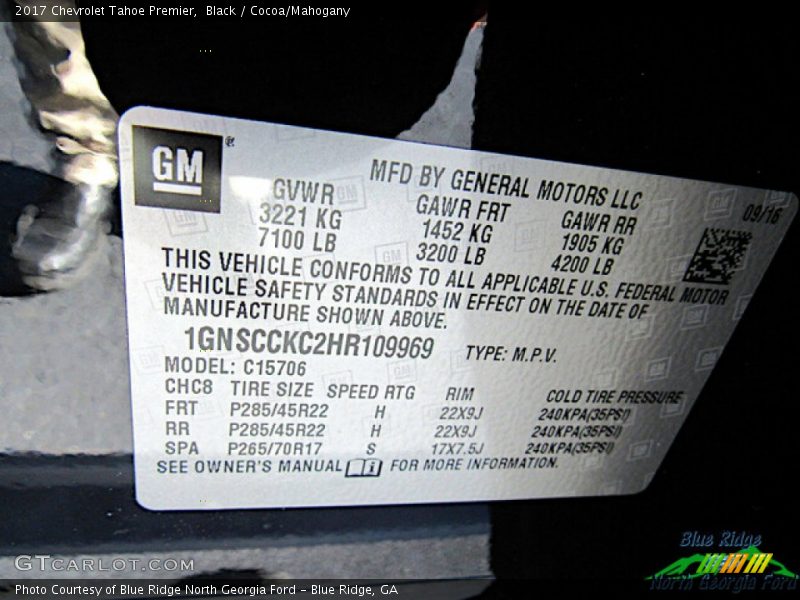 2017 Chevrolet Tahoe Premier, Black / Cocoa/Mahogany
GM
MFD BY GENERAL MOTORS LLC
09/16
GVWR GAWR FRT GAWR RR
3221 KG 1452 KG 1905 KG
7100 LB 3200 LB 4200 LB
THIS VEHICLE CONFORMS TO ALL APPLICABLE U.S. FEDERAL MOTOR
VEHICLE SAFETY STANDARDS IN EFFECT ON THE DATE OF
MANUFACTURE SHOWN ABOVE.
1GNSCCKC2HR109969 TYPE: M.P.V.
MODEL: C15706
CHC8 TIRE SIZE SPEED RTG RIM COLD TIRE PRESSURE
FRT P285/45R22 H 22X9J 240KPA(35PSI)
RR P285/45R22 H 22X9J 240KPA(35PSI)
SPA P265/70R17 S 17X7.5J 240KPA(35PSI)
SEE OWNER'S MANUAL FOR MORE INFORMATION.
GTCARLOT.COM
Blue Ridge
North Georgia Ford
Photo Courtesy of Blue Ridge North Georgia Ford – Blue Ridge, GA